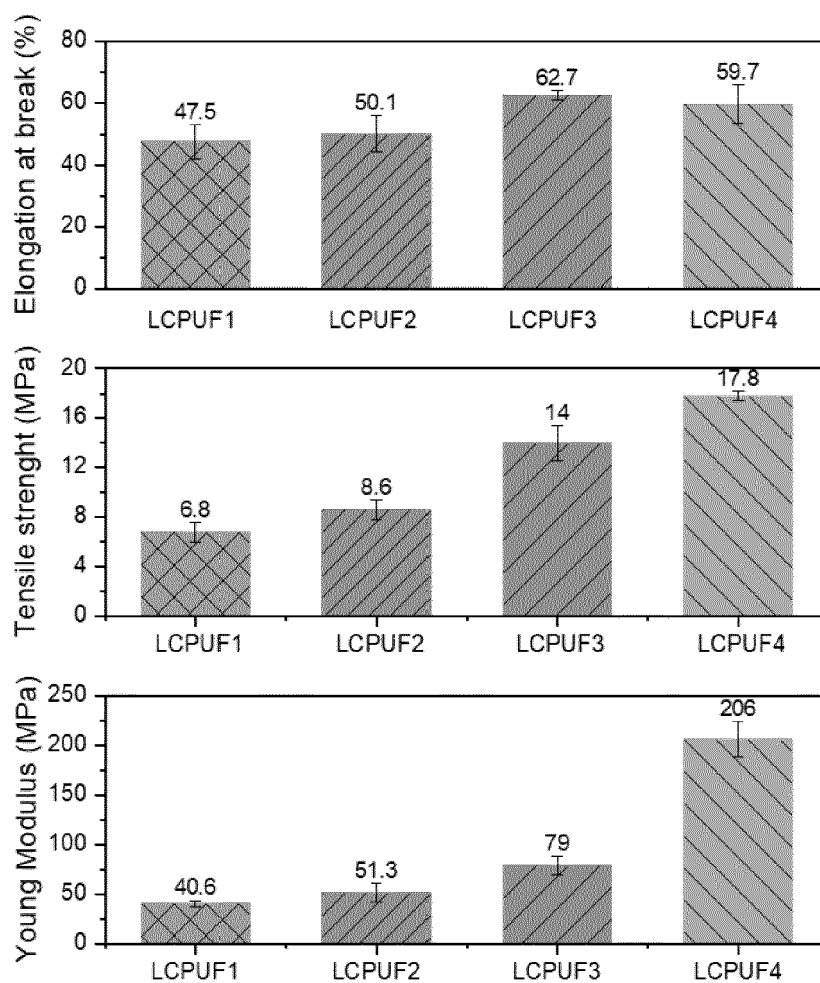 Elongation at break (%)
80
60
40
20
0
47.5
50.1
62.7
59.7
LCPUF1
LCPUF2
LCPUF3
LCPUF4
Tensile strenght (MPa)
20
16
12
8
4
0
6.8
8.6
14
17.8
LCPUF1
LCPUF2
LCPUF3
LCPUF4
Young Modulus (MPa)
250
200
150
100
50
0
40.6
51.3
79
206
LCPUF1
LCPUF2
LCPUF3
LCPUF4